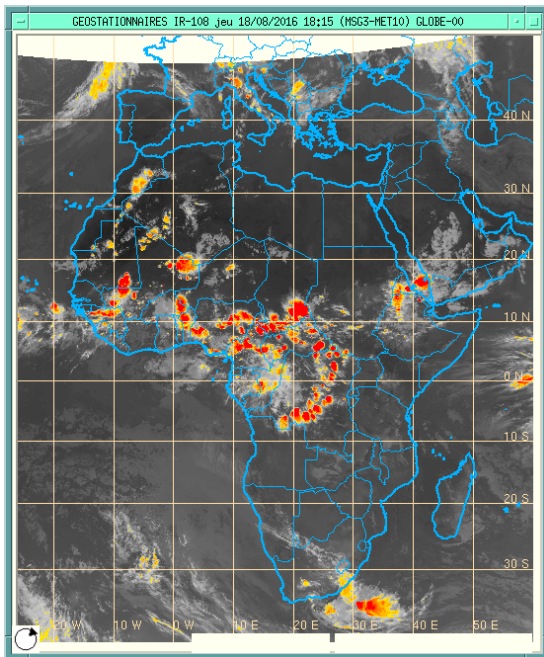 GEOSTATIONNAIRES IR-108 jeu 18/08/2016 18:15 (MSG3-MET10) GLOBE-00
40 N
30 N
20 N
10 N
0 N
10 S
20 S
30 S
20 W 10 W 0 W 10 E 20 E 30 E 40 E 50 E